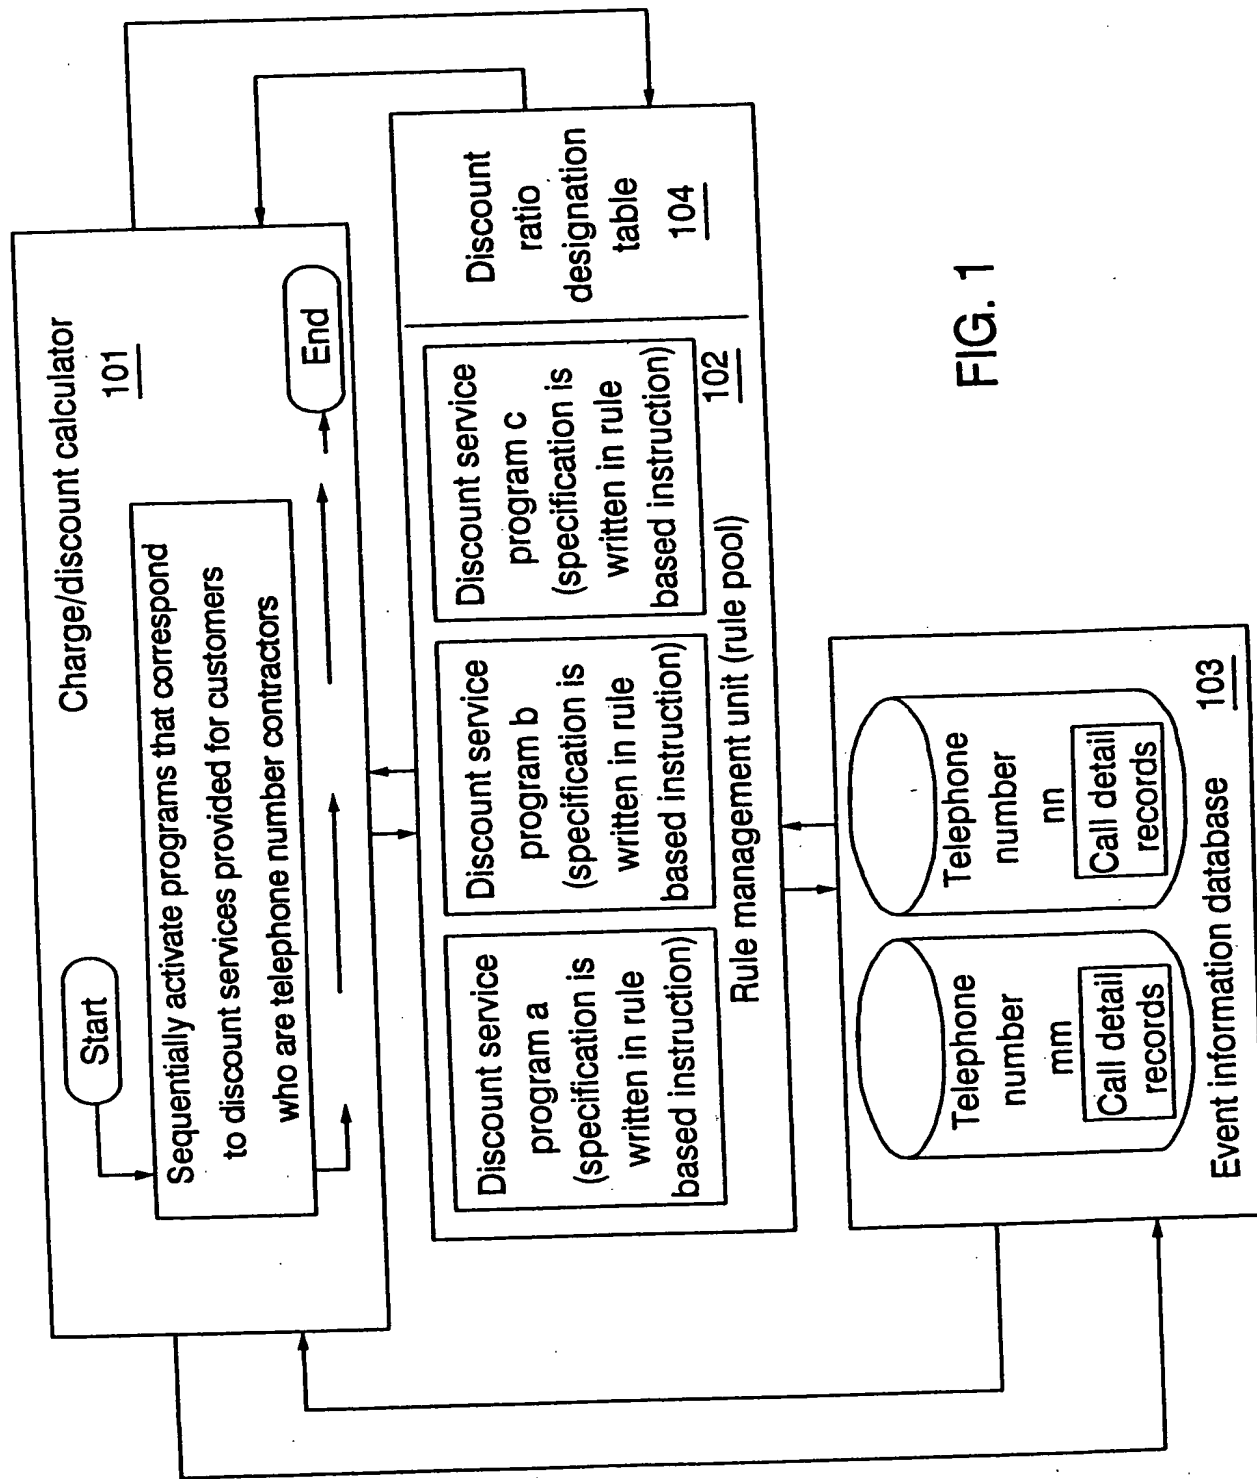 Charge/discount calculator
101
Start
Sequentially activate programs that correspond
to discount services provided for customers
who are telephone number contractors
End
Discount service
program a
(specification is
written in rule
based instruction)
Discount service
program b
(specification is
written in rule
based instruction)
Discount service
program c
(specification is
written in rule
based instruction)
Rule management unit (rule pool)
102
Discount
ratio
designation
table
104
Telephone
number
mm
Call detail
records
Telephone
number
nn
Call detail
records
Event information database
103
FIG. 1